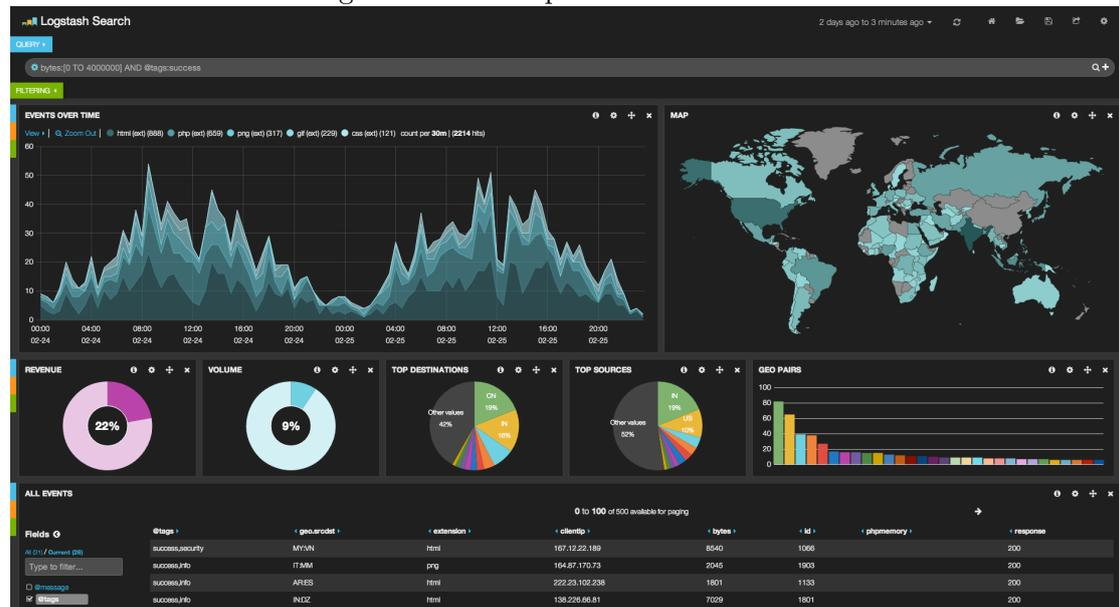 Logstash Search
2 days ago to 3 minutes ago
QUERY
bytes:[0 TO 4000000] AND @tags:success
FILTERING
EVENTS OVER TIME
View | Zoom Out | html (ext) (888) php (ext) (659) png (ext) (317) gif (ext) (229) css (ext) (121) count per 30m | (2214 hits)
60
50
40
30
20
10
0
00:00 04:00 08:00 12:00 16:00 20:00 00:00 04:00 08:00 12:00 16:00 20:00
02-24 02-24 02-24 02-24 02-24 02-24 02-25 02-25 02-25 02-25 02-25 02-25
MAP
REVENUE
22%
VOLUME
9%
TOP DESTINATIONS
CN
19%
Other values
42%
IN
16%
TOP SOURCES
IN
19%
US
10%
Other values
52%
GEO PAIRS
100
80
60
40
20
0
ALL EVENTS
0 to 100 of 500 available for paging
Fields
All (31) / Current (28)
Type to filter...
@message
@tags
@tags geo.srcdst extension clientip bytes id phpmemory response
success,security MY:VN html 167.12.22.189 8540 1066 200
success,info IT:MM png 164.87.170.73 2045 1903 200
success,info AR:ES html 222.23.102.238 1801 1133 200
success,info IN:DZ html 138.226.66.81 7029 1801 200